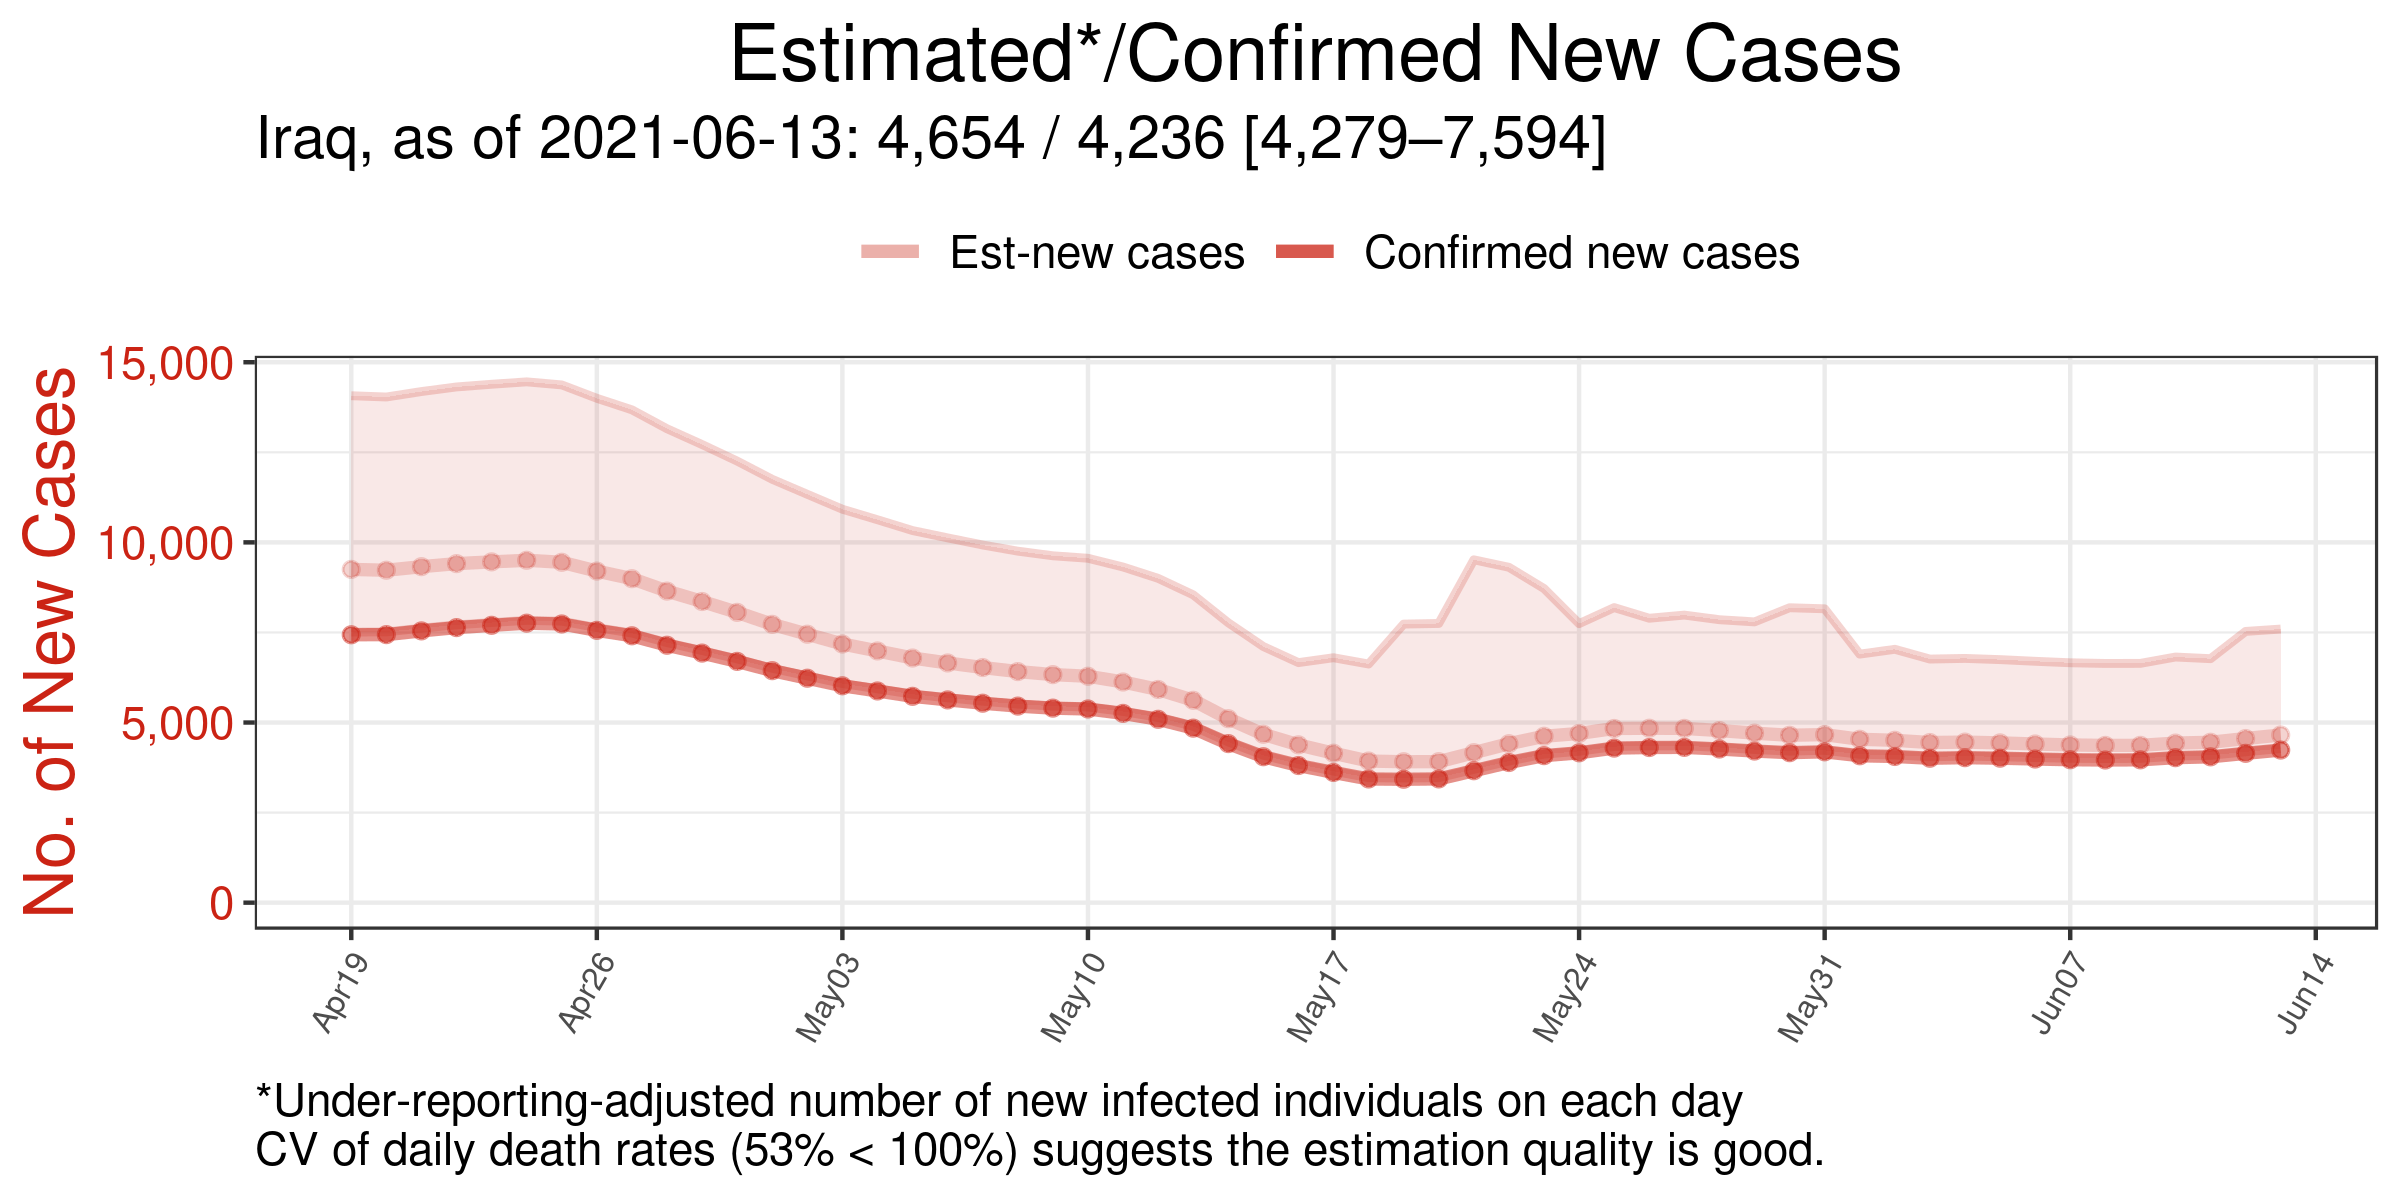 Estimated*/Confirmed New Cases
Iraq, as of 2021-06-13: 4,654 / 4,236 [4,279–7,594]
Est-new cases
Confirmed new cases
No. of New Cases
15,000
10,000
5,000
0
Apr19
Apr26
May03
May10
May17
May24
May31
Jun07
Jun14
*Under-reporting-adjusted number of new infected individuals on each day
CV of daily death rates (53% < 100%) suggests the estimation quality is good.